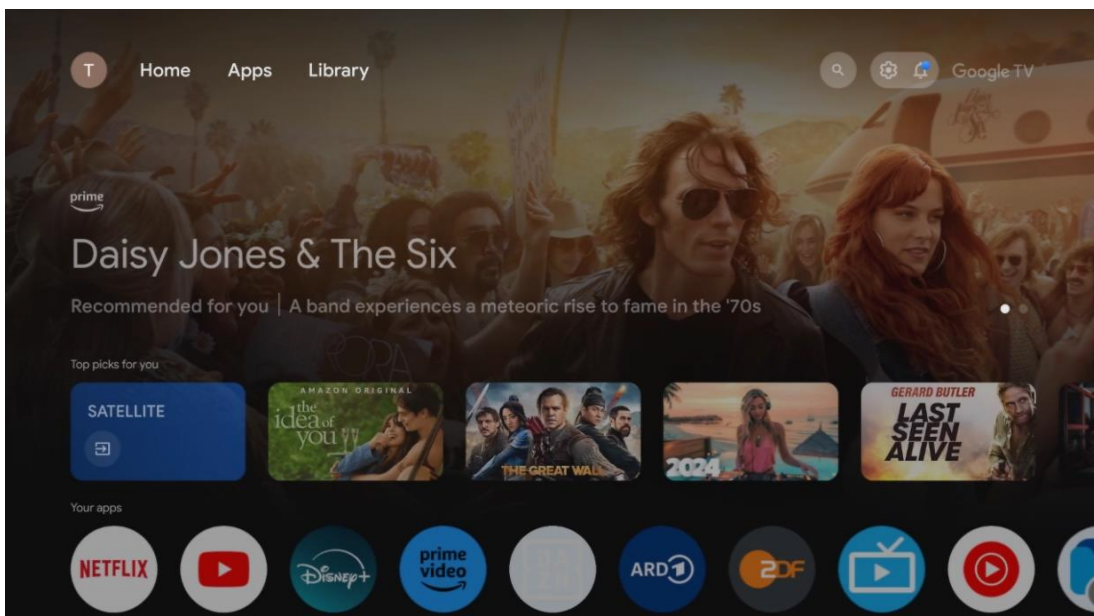 T Home Apps Library Google TV
prime
Daisy Jones & The Six
Recommended for you | A band experiences a meteoric rise to fame in the '70s
Top picks for you
SATELLITE
AMAZON ORIGINAL
the
idea of
you
THE GREAT WALL
2024
GERARD BUTLER
LAST
SEEN
ALIVE
Your apps
NETFLIX
Disney+
prime
video
ARD 1
ZDF